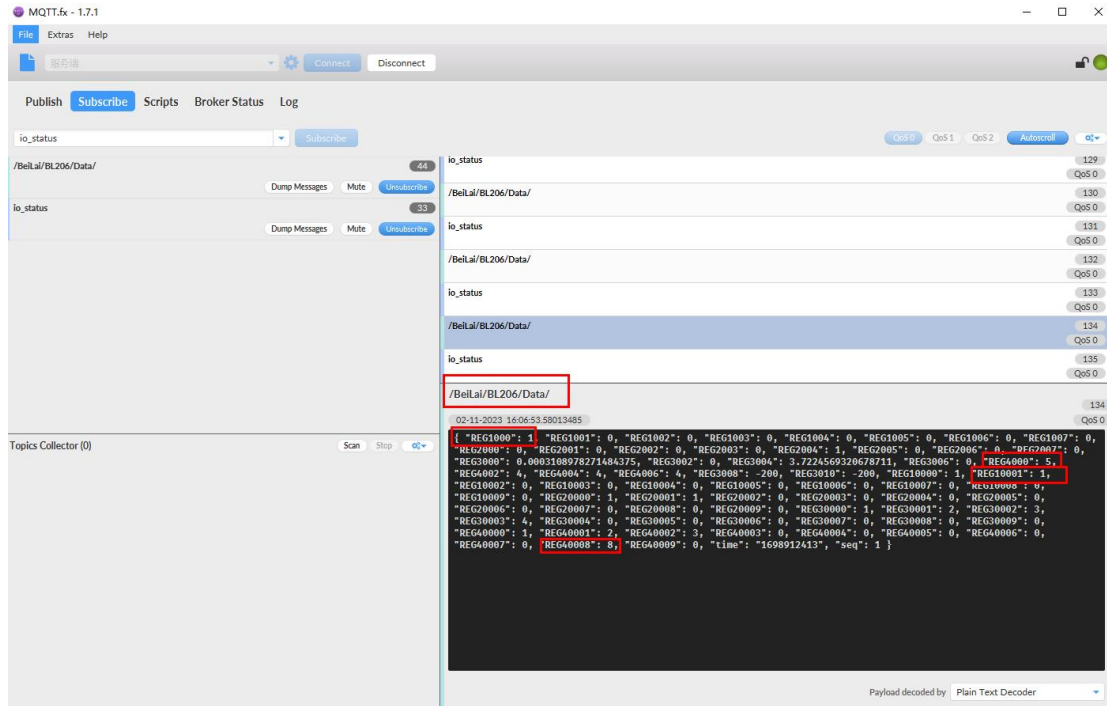 MQTT.fx - 1.7.1
File Extras Help
服务端 Connect Disconnect
Publish Subscribe Scripts Broker Status Log
io_status Subscribe QoS 0 QoS 1 QoS 2 Autoscroll
/BeiLai/BL206/Data/ 44
Dump Messages Mute Unsubscribe
io_status 33
Dump Messages Mute Unsubscribe
io_status 129
QoS 0
/BeiLai/BL206/Data/ 130
QoS 0
io_status 131
QoS 0
/BeiLai/BL206/Data/ 132
QoS 0
io_status 133
QoS 0
/BeiLai/BL206/Data/ 134
QoS 0
io_status 135
QoS 0
Topics Collector (0) Scan Stop
/BeiLai/BL206/Data/ 134
02-11-2023 16:06:53.58013485 QoS 0
{ "REG1000": 1, "REG1001": 0, "REG1002": 0, "REG1003": 0, "REG1004": 0, "REG1005": 0, "REG1006": 0, "REG1007": 0,
"REG2000": 0, "REG2001": 0, "REG2002": 0, "REG2003": 0, "REG2004": 1, "REG2005": 0, "REG2006": 0, "REG2007": 0,
"REG3000": 0.0003108978271484375, "REG3002": 0, "REG3004": 3.7224569320678711, "REG3006": 0, "REG4000": 5,
"REG4002": 4, "REG4004": 4, "REG4006": 4, "REG3008": -200, "REG3010": -200, "REG10000": 1, "REG10001": 1,
"REG10002": 0, "REG10003": 0, "REG10004": 0, "REG10005": 0, "REG10006": 0, "REG10007": 0, "REG10008": 0,
"REG10009": 0, "REG20000": 1, "REG20001": 1, "REG20002": 0, "REG20003": 0, "REG20004": 0, "REG20005": 0,
"REG20006": 0, "REG20007": 0, "REG20008": 0, "REG20009": 0, "REG30000": 1, "REG30001": 2, "REG30002": 3,
"REG30003": 4, "REG30004": 0, "REG30005": 0, "REG30006": 0, "REG30007": 0, "REG30008": 0, "REG30009": 0,
"REG40000": 1, "REG40001": 2, "REG40002": 3, "REG40003": 0, "REG40004": 0, "REG40005": 0, "REG40006": 0,
"REG40007": 0, "REG40008": 8, "REG40009": 0, "time": "1698912413", "seq": 1 }
Payload decoded by Plain Text Decoder